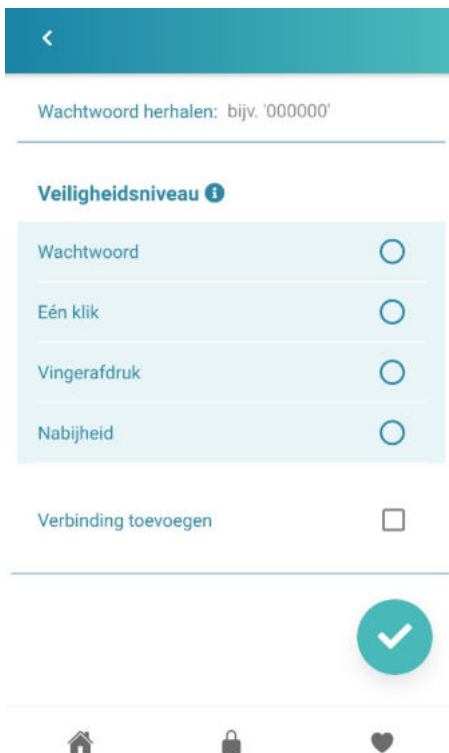 Wachtwoord herhalen: bijv. '000000'
Veiligheidsniveau
Wachtwoord
Eén klik
Vingerafdruk
Nabijheid
Verbinding toevoegen